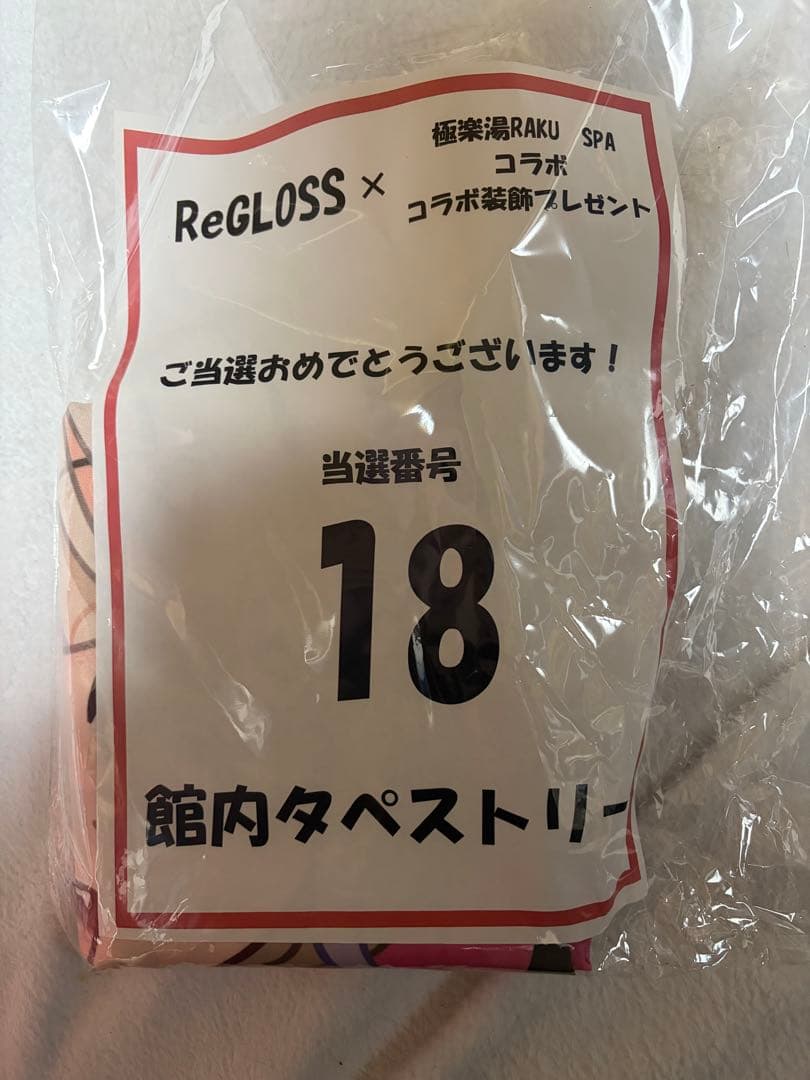 ReGLOSS ×
極楽湯RAKU SPA
コラボ
コラボ装飾プレゼント
ご当選おめでとうございます！
当選番号
18
館内タペストリー